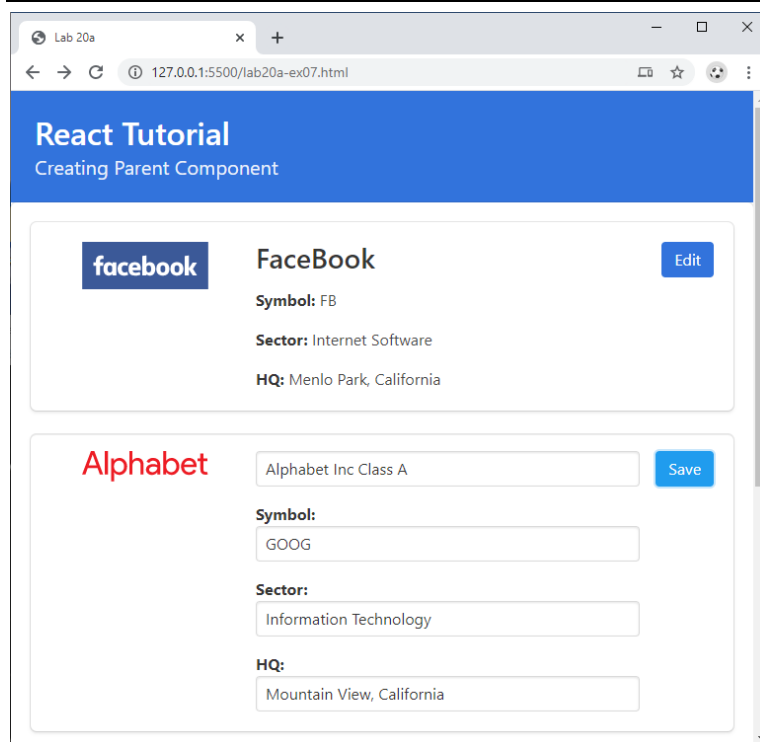 Lab 20a
127.0.0.1:5500/lab20a-ex07.html
React Tutorial
Creating Parent Component
facebook
FaceBook
Edit
Symbol: FB
Sector: Internet Software
HQ: Menlo Park, California
Alphabet
Alphabet Inc Class A
Save
Symbol:
GOOG
Sector:
Information Technology
HQ:
Mountain View, California